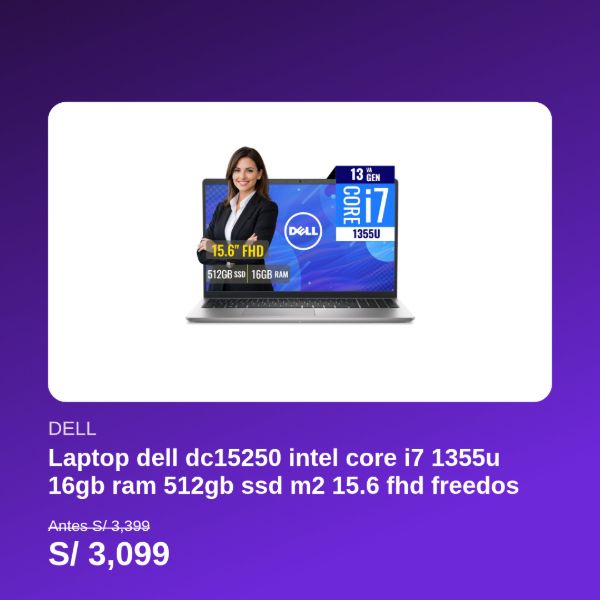 13 VA GEN
CORE i7
1355U
DELL
15.6" FHD
512GB SSD 16GB RAM
DELL
Laptop dell dc15250 intel core i7 1355u
16gb ram 512gb ssd m2 15.6 fhd freedos
Antes S/ 3,399
S/ 3,099